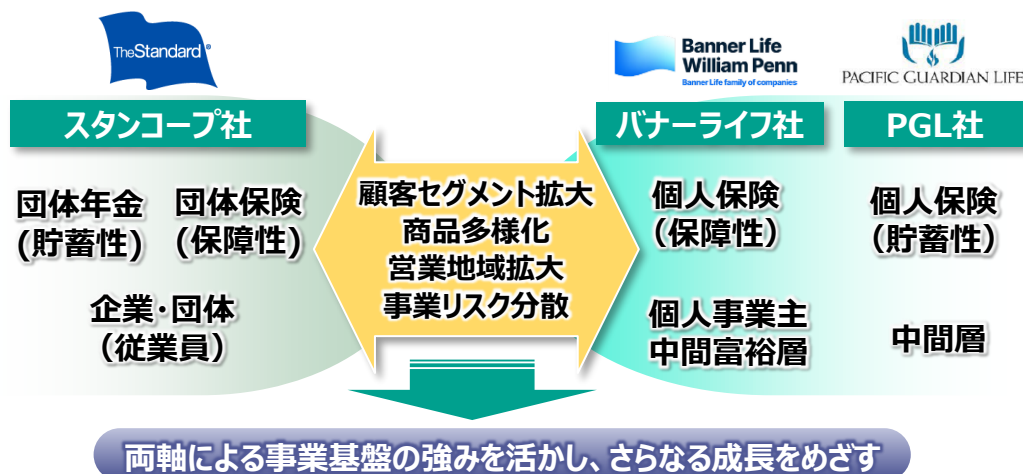 TheStandard®
スタンコープ社
団体年金
(貯蓄性)
団体保険
(保障性)
企業・団体
（従業員）
顧客セグメント拡大
商品多様化
営業地域拡大
事業リスク分散
Banner Life
William Penn
Banner Life family of companies
バナーライフ社
個人保険
（保障性）
個人事業主
中間富裕層
PACIFIC GUARDIAN LIFE
PGL社
個人保険
（貯蓄性）
中間層
両軸による事業基盤の強みを活かし、さらなる成長をめざす